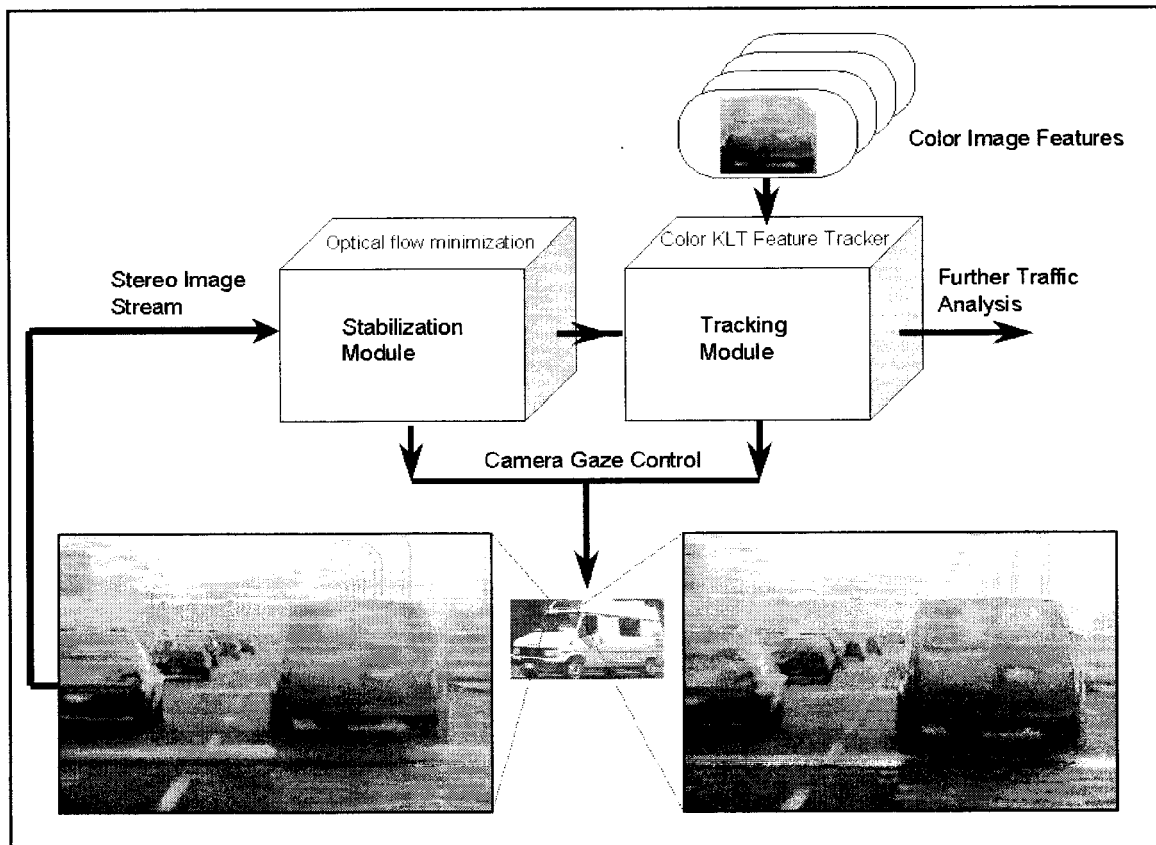 Color Image Features
Optical flow minimization
Color KLT Feature Tracker
Stereo Image
Stream
Stabilization
Module
Tracking
Module
Further Traffic
Analysis
Camera Gaze Control